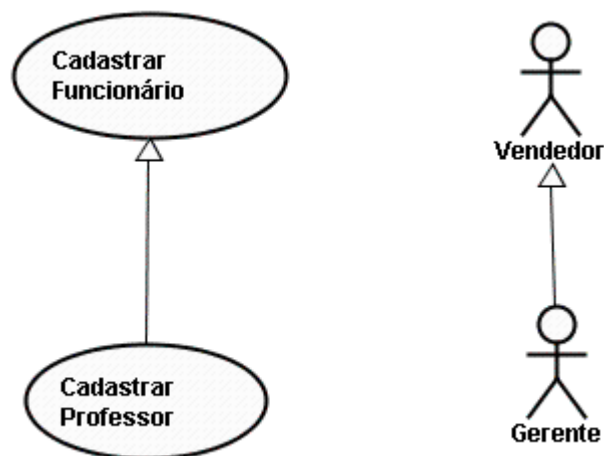 Cadastrar
Funcionário
Vendedor
Cadastrar
Professor
Gerente